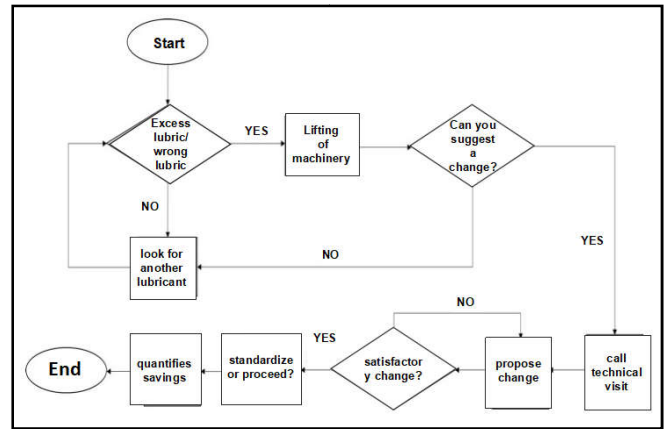 Start
Excess
lubric/
wrong
lubric
YES
Lifting
of
machinery
Can you
suggest
a
change?
NO
YES
look for
another
lubricant
NO
NO
End
quantifies
savings
YES
standardize
or proceed?
satisfactor
y change?
propose
change
call
technical
visit